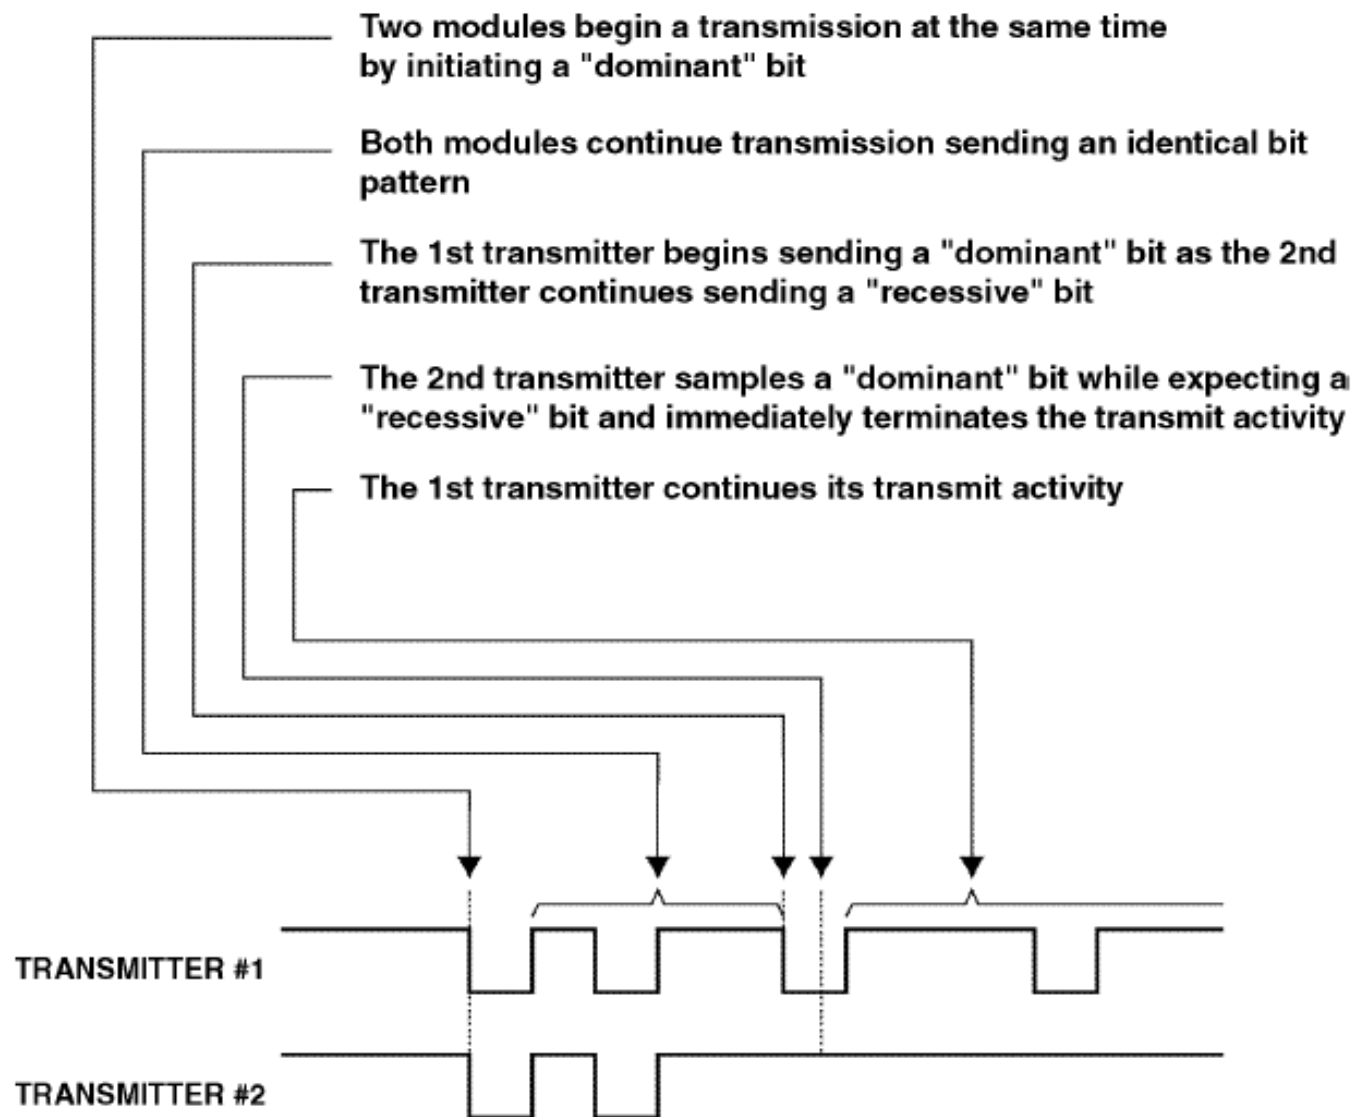 Two modules begin a transmission at the same time
by initiating a "dominant" bit
Both modules continue transmission sending an identical bit
pattern
The 1st transmitter begins sending a "dominant" bit as the 2nd
transmitter continues sending a "recessive" bit
The 2nd transmitter samples a "dominant" bit while expecting a
"recessive" bit and immediately terminates the transmit activity
The 1st transmitter continues its transmit activity
TRANSMITTER #1
TRANSMITTER #2